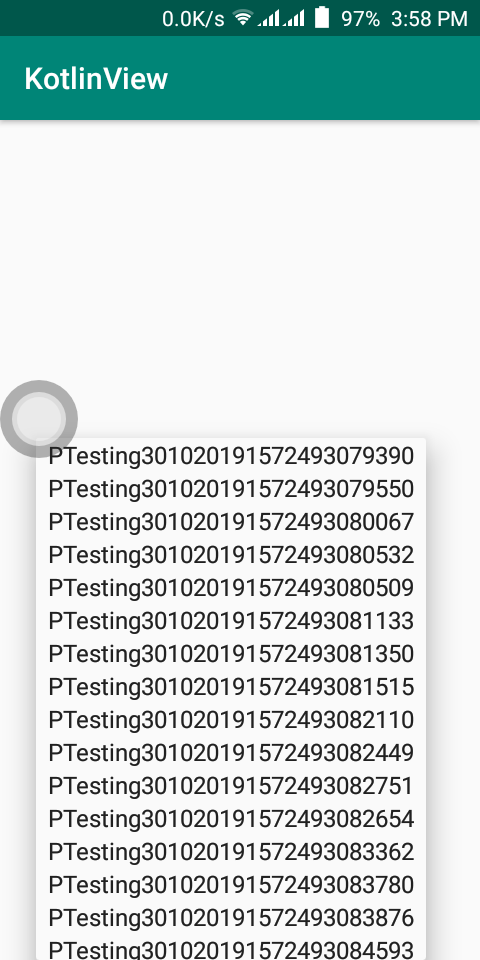 0.0K/s 97% 3:58 PM
KotlinView
PTesting301020191572493079390
PTesting301020191572493079550
PTesting301020191572493080067
PTesting301020191572493080532
PTesting301020191572493080509
PTesting301020191572493081133
PTesting301020191572493081350
PTesting301020191572493081515
PTesting301020191572493082110
PTesting301020191572493082449
PTesting301020191572493082751
PTesting301020191572493082654
PTesting301020191572493083362
PTesting301020191572493083780
PTesting301020191572493083876
PTesting301020191572493084593